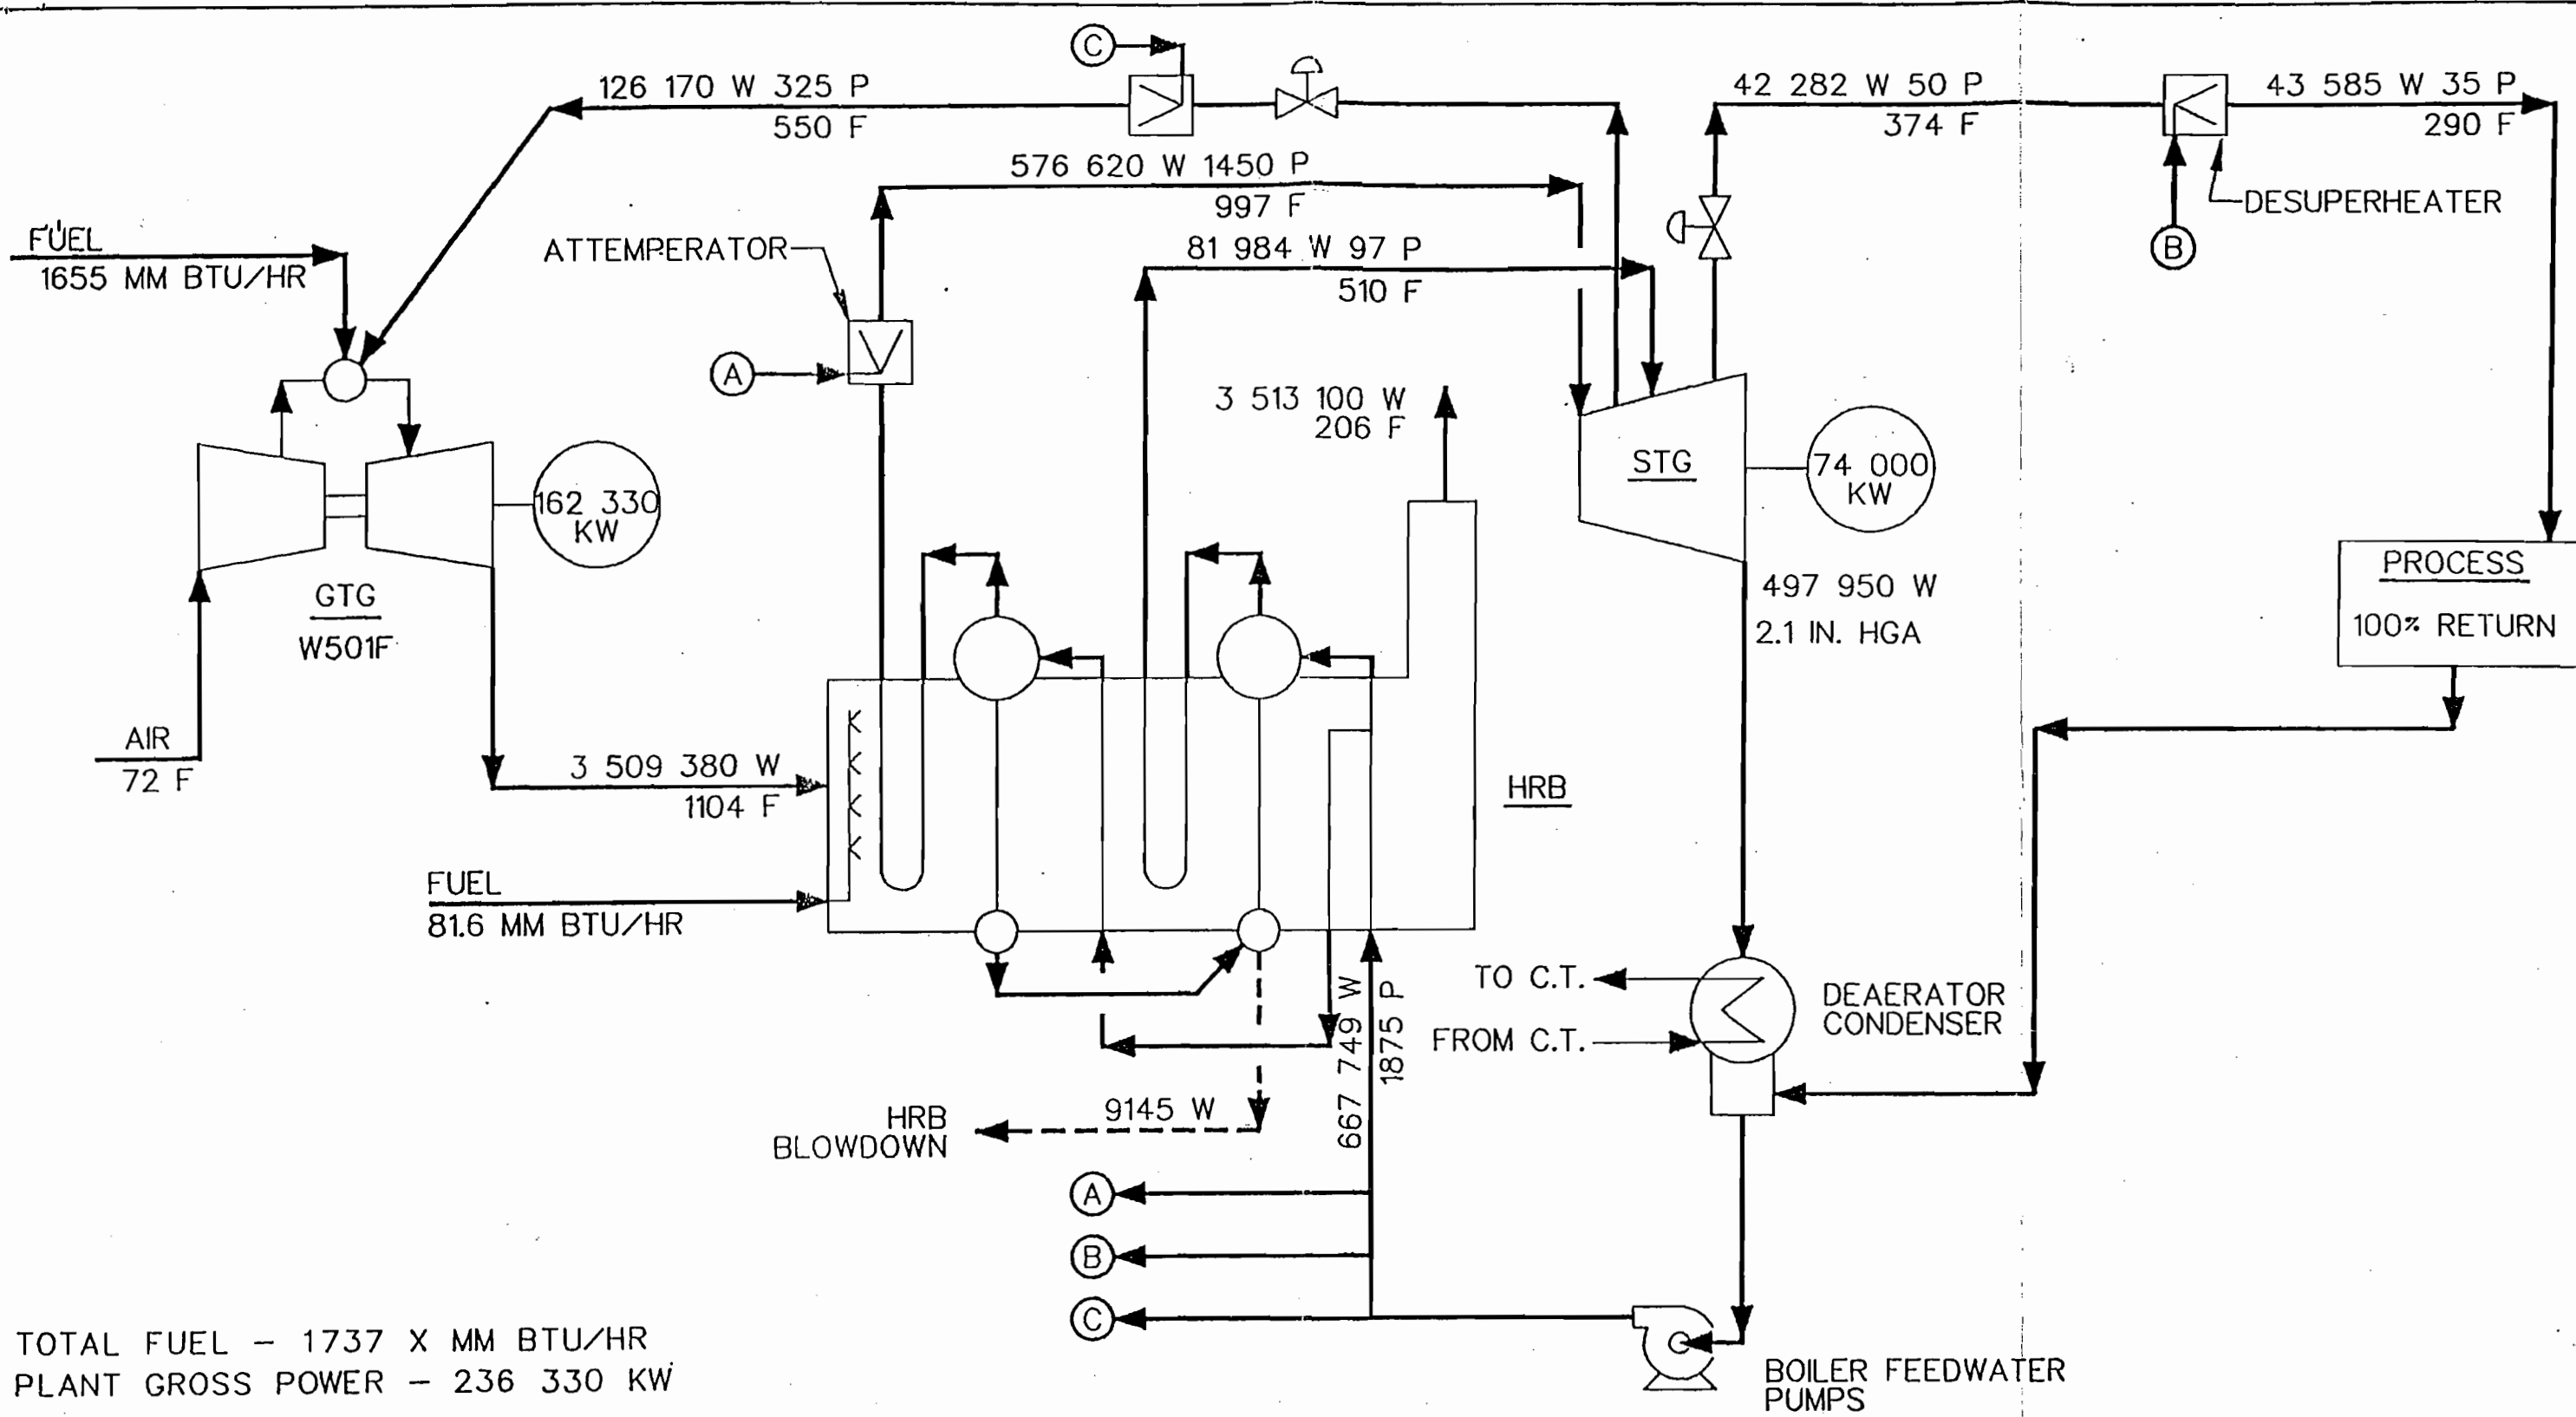 C
126 170 W 325 P
550 F
42 282 W 50 P
374 F
43 585 W 35 P
290 F
576 620 W 1450 P
997 F
DESUPERHEATER
B
FUEL
1655 MM BTU/HR
ATTEMPERATOR
81 984 W 97 P
510 F
A
3 513 100 W
206 F
STG
74 000
KW
162 330
KW
GTG
W501F
497 950 W
2.1 IN. HGA
PROCESS
100% RETURN
AIR
72 F
3 509 380 W
1104 F
HRB
FUEL
81.6 MM BTU/HR
TO C.T.
FROM C.T.
DEAERATOR
CONDENSER
667 749 W
1875 P
HRB
BLOWDOWN
9145 W
A
B
C
TOTAL FUEL - 1737 X MM BTU/HR
PLANT GROSS POWER - 236 330 KW
BOILER FEEDWATER
PUMPS